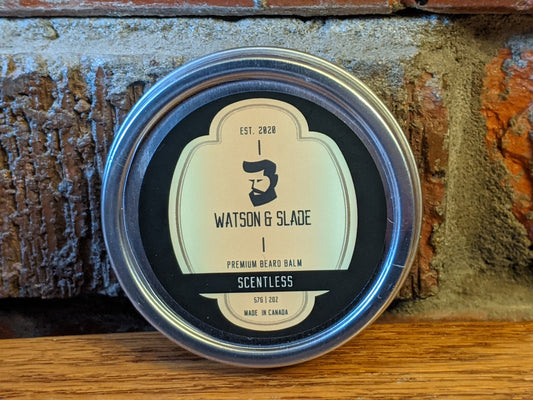 EST. 2020
WATSON & SLADE
PREMIUM BEARD BALM
SCENTLESS
57G | 2OZ
MADE IN CANADA